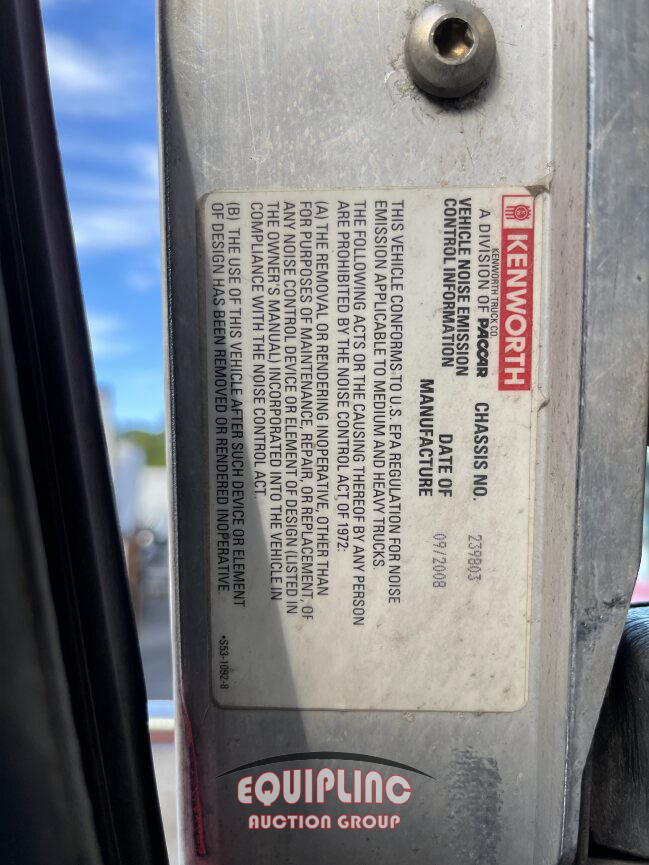 KENWORTH
KENWORTH TRUCK CO.
A DIVISION OF PACCAR
CHASSIS NO. 239803
VEHICLE NOISE EMISSION
CONTROL INFORMATION
DATE OF
MANUFACTURE
09/2008
THIS VEHICLE CONFORMS TO U.S. EPA REGULATION FOR NOISE
EMISSION APPLICABLE TO MEDIUM AND HEAVY TRUCKS.
THE FOLLOWING ACTS OR THE CAUSING THEREOF BY ANY PERSON
ARE PROHIBITED BY THE NOISE CONTROL ACT OF 1972:
(A) THE REMOVAL OR RENDERING INOPERATIVE, OTHER THAN
FOR PURPOSES OF MAINTENANCE, REPAIR, OR REPLACEMENT, OF
ANY NOISE CONTROL DEVICE OR ELEMENT OF DESIGN (LISTED IN
THE OWNER'S MANUAL) INCORPORATED INTO THE VEHICLE IN
COMPLIANCE WITH THE NOISE CONTROL ACT.
(B) THE USE OF THIS VEHICLE AFTER SUCH DEVICE OR ELEMENT
OF DESIGN HAS BEEN REMOVED OR RENDERED INOPERATIVE
•S53-1092-8
EQUIPLINC
AUCTION GROUP